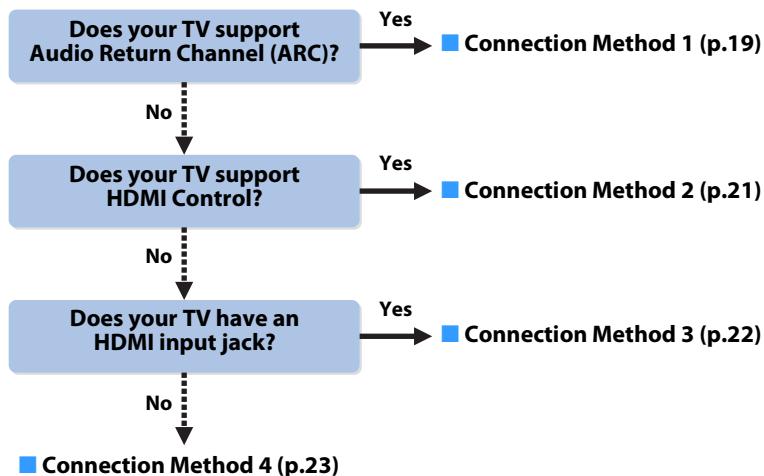 Does your TV support
Audio Return Channel (ARC)?
Yes
■ Connection Method 1 (p.19)
No
Does your TV support
HDMI Control?
Yes
■ Connection Method 2 (p.21)
No
Does your TV have an
HDMI input jack?
Yes
■ Connection Method 3 (p.22)
No
■ Connection Method 4 (p.23)